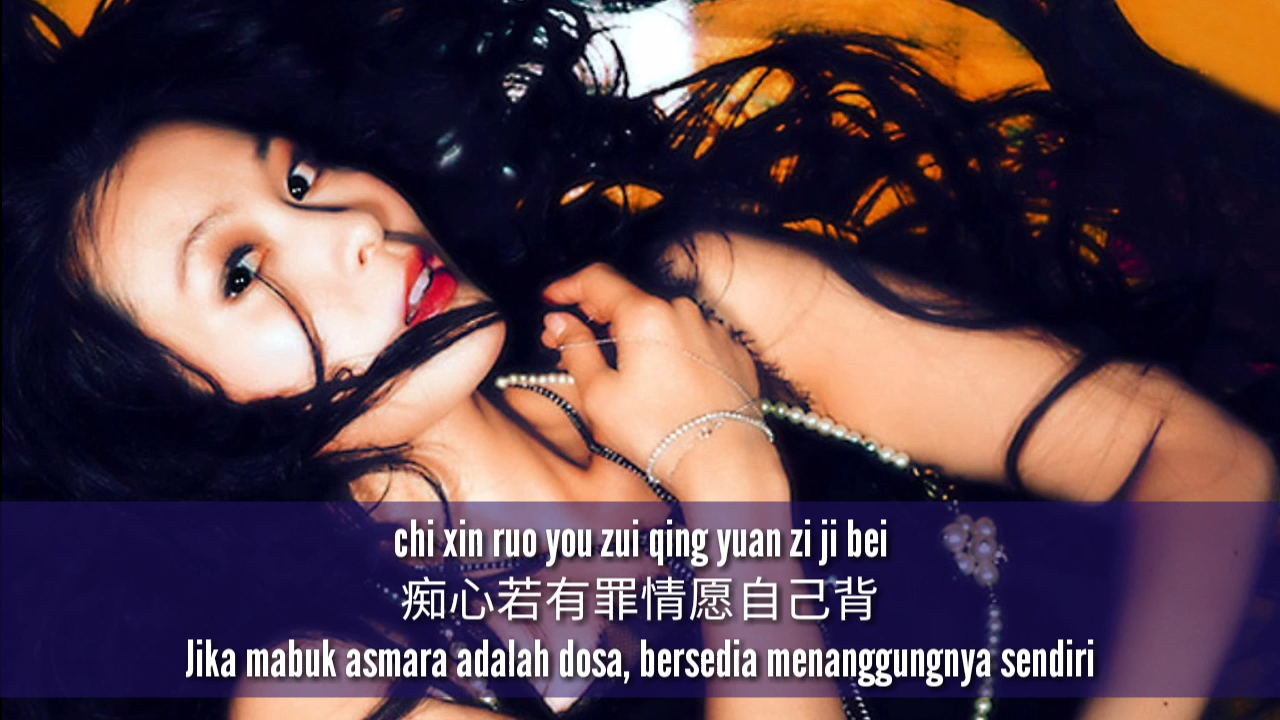 chi xin ruo you zui qing yuan zi ji bei
痴心若有罪情愿自己背
Jika mabuk asmara adalah dosa, bersedia menanggungnya sendiri